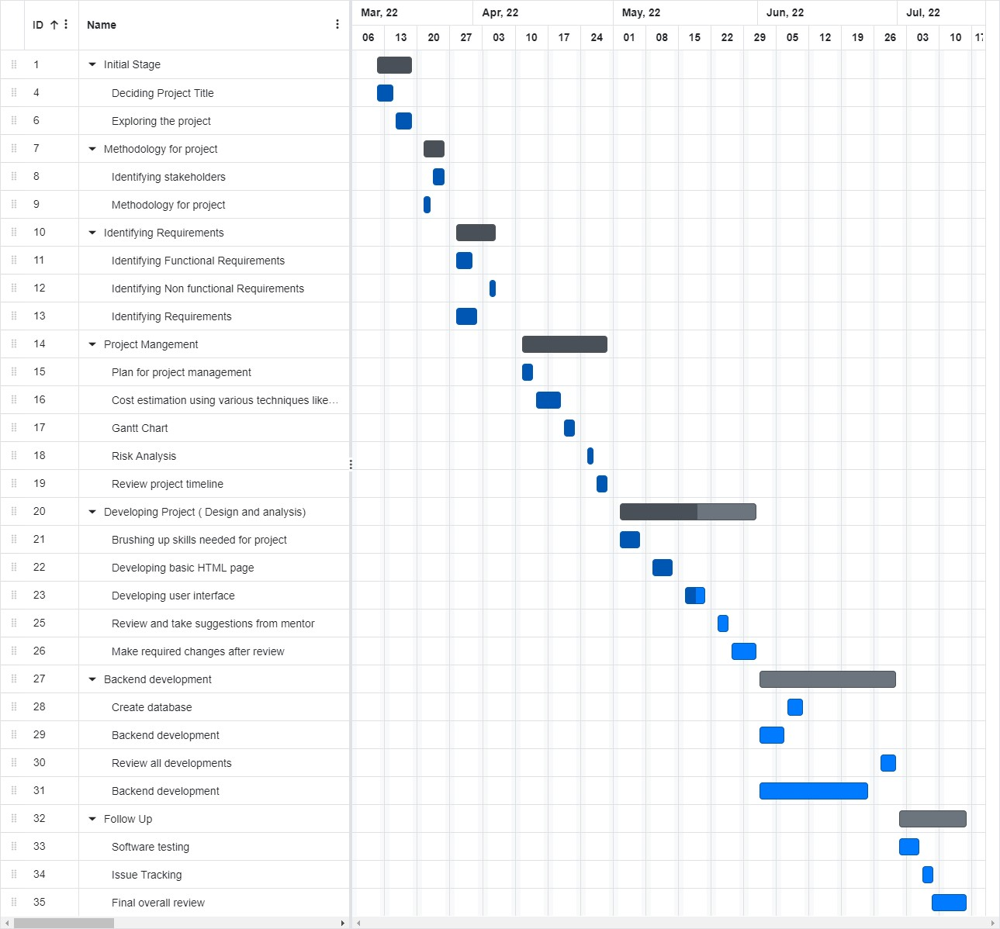 Mar, 22 Apr, 22 May, 22 Jun, 22 Jul, 22
ID Name
06 13 20 27 03 10 17 24 01 08 15 22 29 05 12 19 26 03 10 17
1 Initial Stage
4 Deciding Project Title
6 Exploring the project
7 Methodology for project
8 Identifying stakeholders
9 Methodology for project
10 Identifying Requirements
11 Identifying Functional Requirements
12 Identifying Non functional Requirements
13 Identifying Requirements
14 Project Mangement
15 Plan for project management
16 Cost estimation using various techniques like...
17 Gantt Chart
18 Risk Analysis
19 Review project timeline
20 Developing Project ( Design and analysis)
21 Brushing up skills needed for project
22 Developing basic HTML page
23 Developing user interface
25 Review and take suggestions from mentor
26 Make required changes after review
27 Backend development
28 Create database
29 Backend development
30 Review all developments
31 Backend development
32 Follow Up
33 Software testing
34 Issue Tracking
35 Final overall review